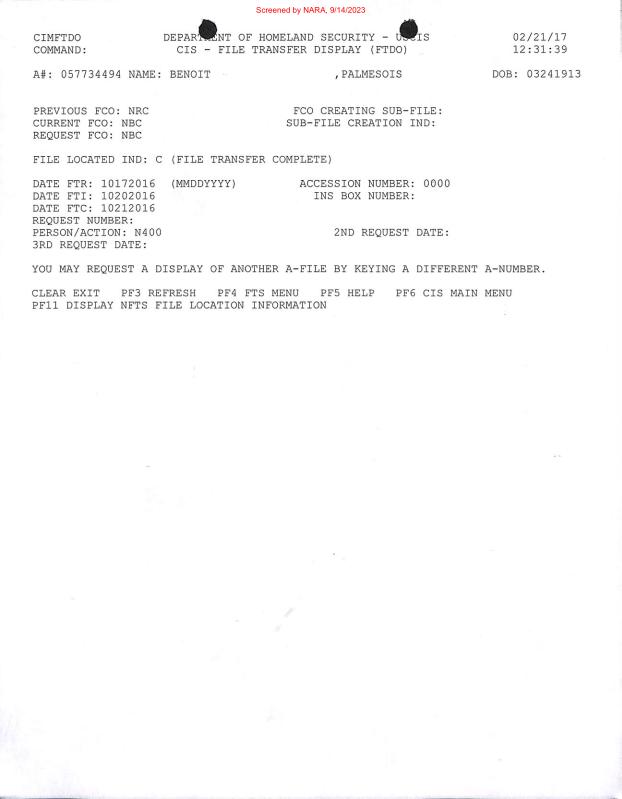 Screened by NARA, 9/14/2023
CIMFTDO DEPARTMENT OF HOMELAND SECURITY - USCIS 02/21/17
COMMAND: CIS - FILE TRANSFER DISPLAY (FTDO) 12:31:39
A#: 057734494 NAME: BENOIT ,PALMESOIS DOB: 03241913
PREVIOUS FCO: NRC FCO CREATING SUB-FILE:
CURRENT FCO: NBC SUB-FILE CREATION IND:
REQUEST FCO: NBC
FILE LOCATED IND: C (FILE TRANSFER COMPLETE)
DATE FTR: 10172016 (MMDDYYYY) ACCESSION NUMBER: 0000
DATE FTI: 10202016 INS BOX NUMBER:
DATE FTC: 10212016
REQUEST NUMBER:
PERSON/ACTION: N400 2ND REQUEST DATE:
3RD REQUEST DATE:
YOU MAY REQUEST A DISPLAY OF ANOTHER A-FILE BY KEYING A DIFFERENT A-NUMBER.
CLEAR EXIT PF3 REFRESH PF4 FTS MENU PF5 HELP PF6 CIS MAIN MENU
PF11 DISPLAY NFTS FILE LOCATION INFORMATION